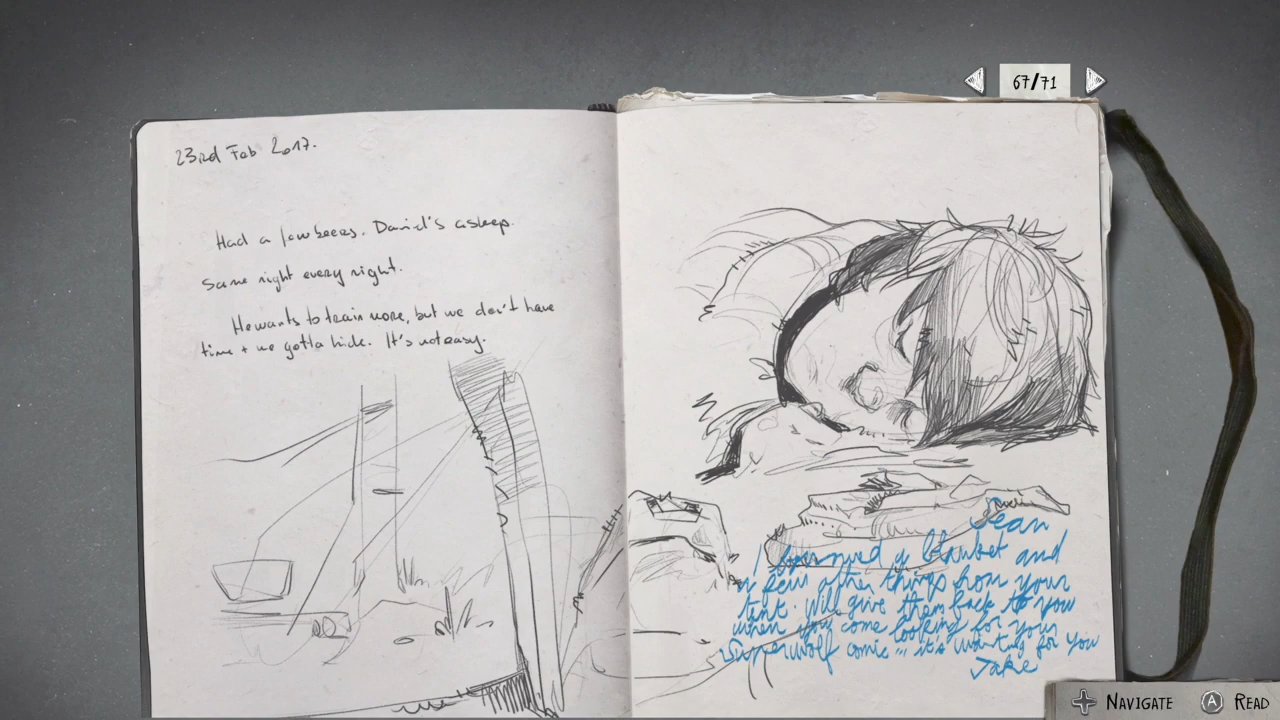 67/71
23rd Feb 2017.
Had a few beers. Daniel's asleep.
Same night every night.
He wants to train more, but we don't have
time + we gotta hide. It's not easy.
Sean
I borrowed a blanket and
a few other things from your
tent. Will give them back to you
when you come looking for your
Superwolf comic... it's waiting for you
Jake
NAVIGATE
A READ